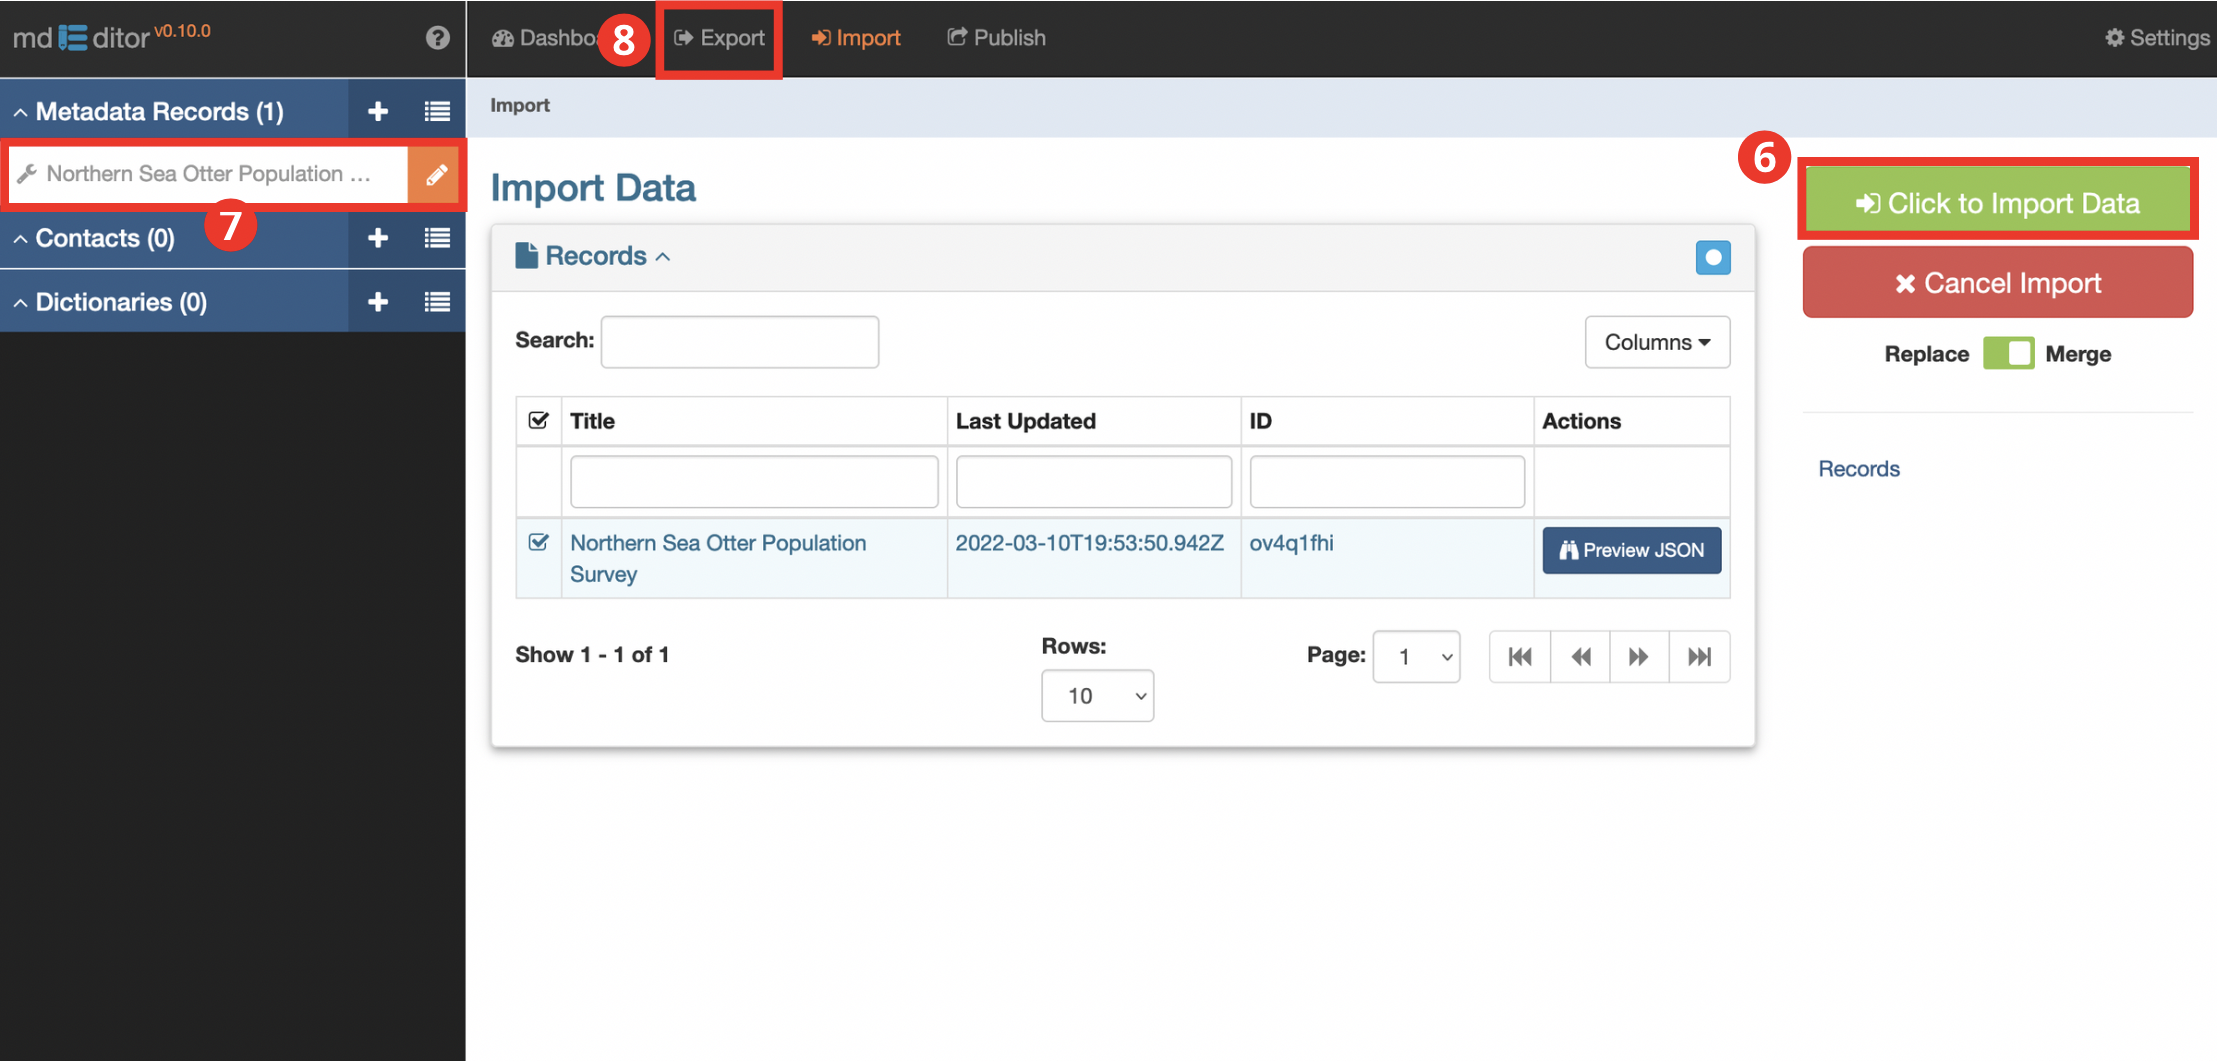 md ditor v0.10.0
Dashboa 8 Export Import Publish Settings
Metadata Records (1)
Northern Sea Otter Population ...
7
Contacts (0)
Dictionaries (0)
Import
Import Data
Records
Search:
Columns
Title Last Updated ID Actions
Northern Sea Otter Population
Survey
2022-03-10T19:53:50.942Z ov4q1fhi Preview JSON
Show 1 - 1 of 1
Rows:
10
Page: 1
6
Click to Import Data
Cancel Import
Replace Merge
Records